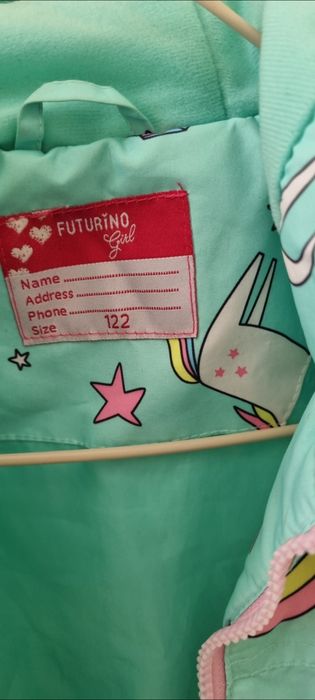 FUTURINO
Girl
Name
Address
Phone
Size 122